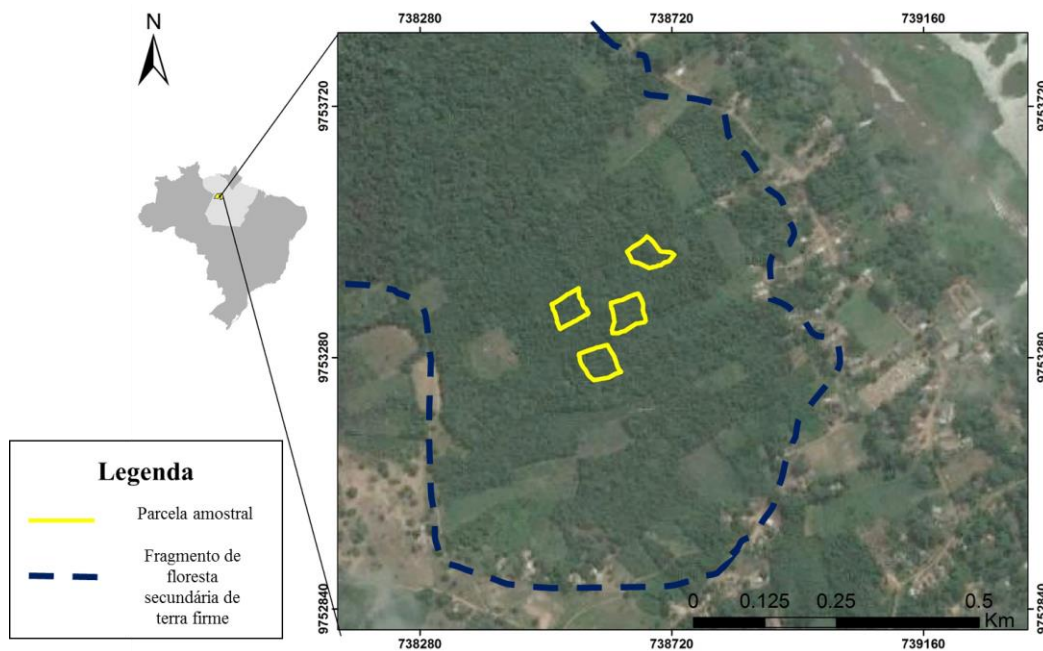 N
738280 738720 739160
9753720 9753720
9753280 9753280
9752840 9752840
Legenda
Parcela amostral
Fragmento de
floresta
secundária de
terra firme
0 0.125 0.25 0.5
Km
738280 738720 739160